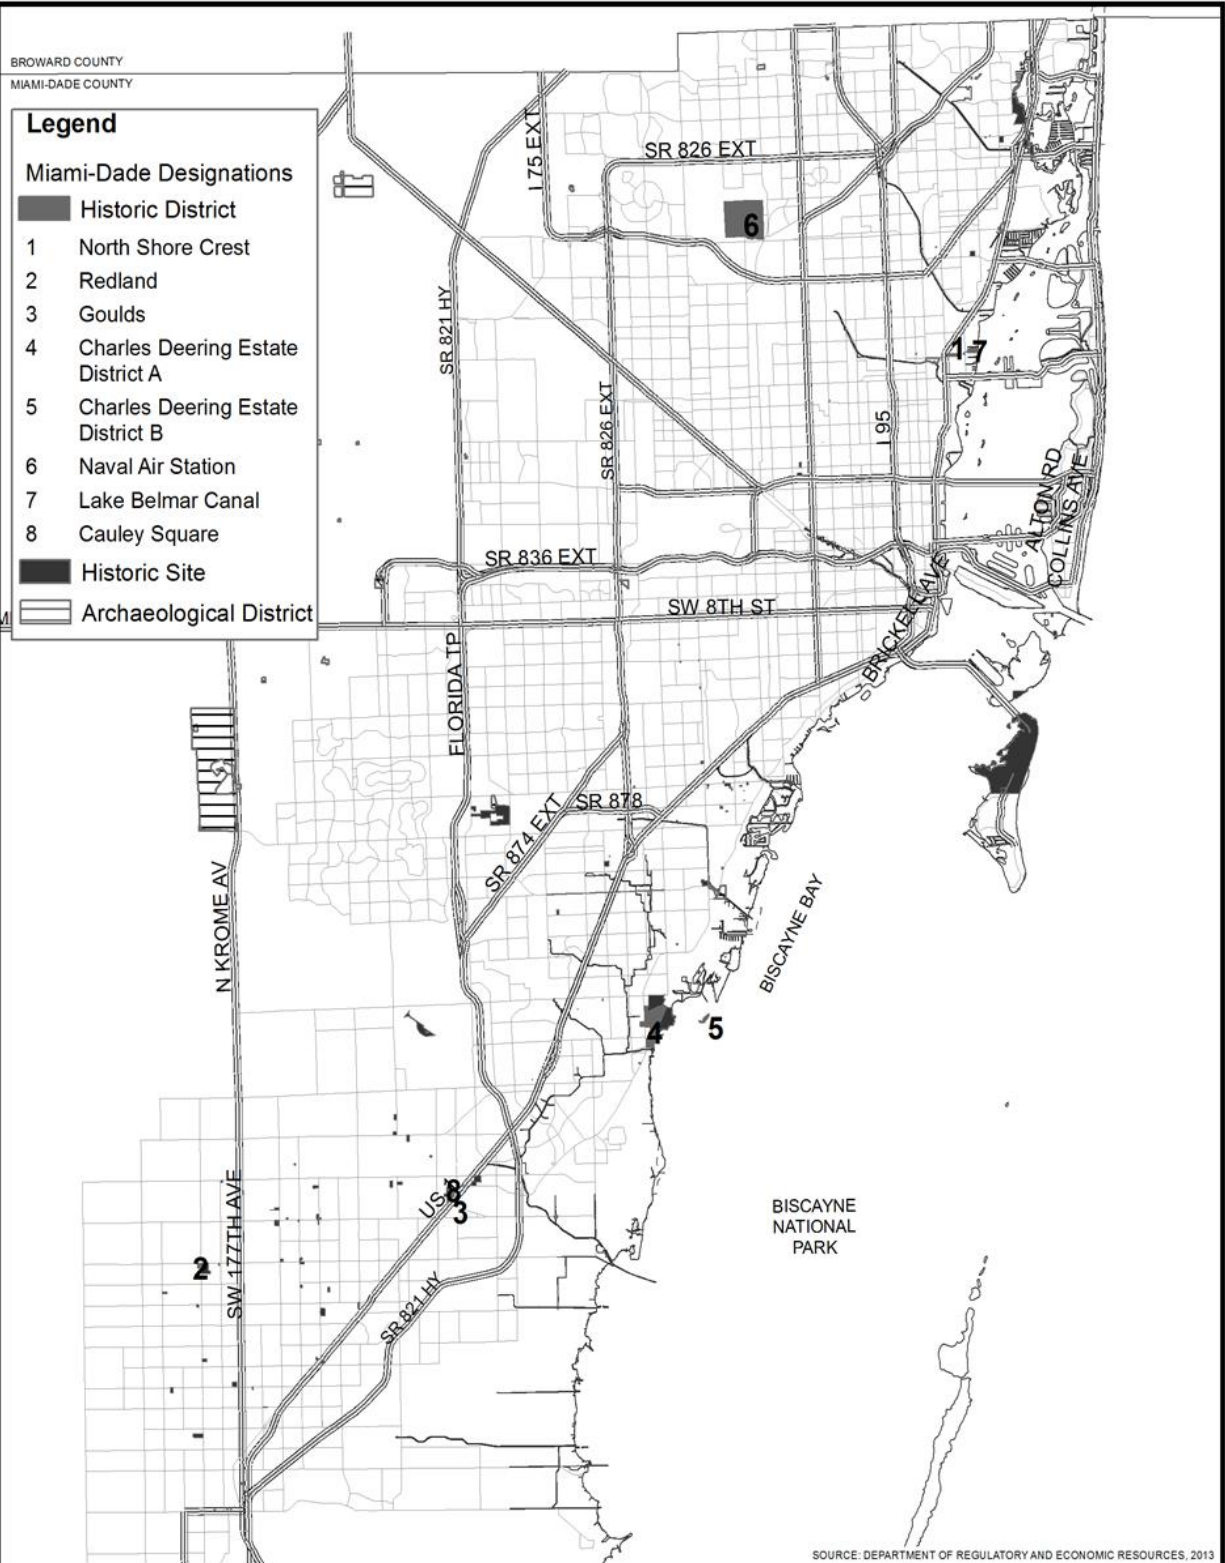 BROWARD COUNTY
MIAMI-DADE COUNTY
Legend
Miami-Dade Designations
Historic District
1 North Shore Crest
2 Redland
3 Goulds
4 Charles Deering Estate
District A
5 Charles Deering Estate
District B
6 Naval Air Station
7 Lake Belmar Canal
8 Cauley Square
Historic Site
Archaeological District
I 75 EXT
SR 826 EXT
6
SR 821 HY
1 7
SR 826 EXT
I 95
ALTON RD
COLLINS AVE
SR 836 EXT
SW 8TH ST
BRICKELL AVE
FLORIDA TP
SR 878
SR 874 EXT
N KROME AV
BISCAYNE BAY
4
5
SW 177TH AVE
US 1
8
3
2
BISCAYNE
NATIONAL
PARK
SR 821 HY
SOURCE: DEPARTMENT OF REGULATORY AND ECONOMIC RESOURCES, 2013